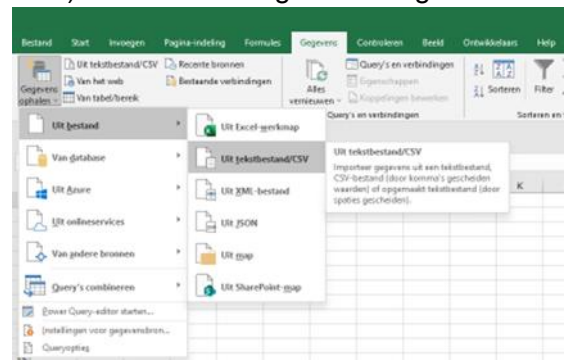 Bestand Start Invoegen Pagina-indeling Formules Gegevens Controleren Beeld Ontwikkelaars Help
Gegevens ophalen
Uit tekstbestand/CSV
Van het web
Van tabel/bereik
Recente bronnen
Bestaande verbindingen
Alles vernieuwen
Query's en verbindingen
Eigenschappen
Koppelingen bewerken
Query's en verbindingen
Sorteren
Filter
Sorteren en
Uit bestand
Van database
Uit Azure
Uit onlineservices
Van andere bronnen
Query's combineren
Power Query-editor starten...
Instellingen voor gegevensbron...
Queryopties
Uit Excel-werkmap
Uit tekstbestand/CSV
Uit XML-bestand
Uit JSON
Uit map
Uit SharePoint-map
Uit tekstbestand/CSV
Importeer gegevens uit een tekstbestand,
CSV-bestand (door komma's gescheiden
waarden) of opgemaakt tekstbestand (door
spaties gescheiden).
K